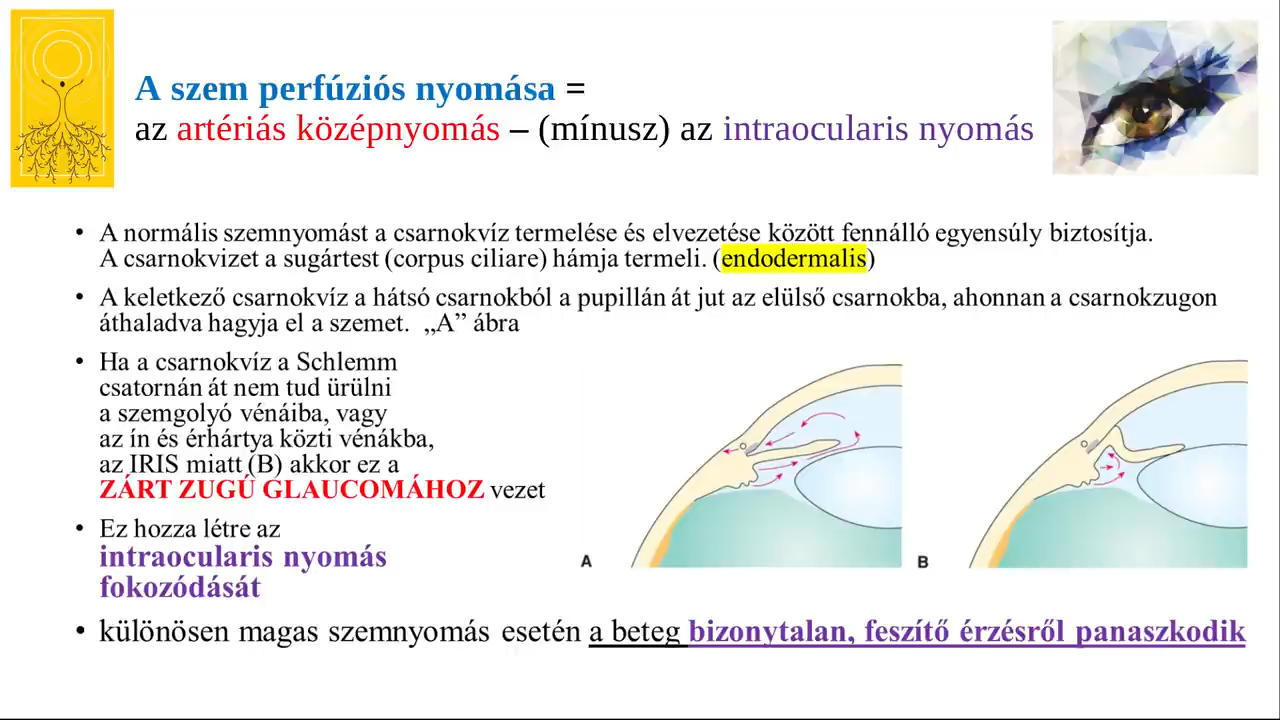 A szem perfúziós nyomása =
az artériás középnyomás – (mínusz) az intraocularis nyomás
• A normális szemnyomást a csarnokvíz termelése és elvezetése között fennálló egyensúly biztosítja.
A csarnokvizet a sugártest (corpus ciliare) hámja termeli. (endodermalis)
• A keletkező csarnokvíz a hátsó csarnokból a pupillán át jut az elülső csarnokba, ahonnan a csarnokzugon
áthaladva hagyja el a szemet. „A” ábra
• Ha a csarnokvíz a Schlemm
csatornán át nem tud ürülni
a szemgolyó vénáiba, vagy
az ín és érhártya közti vénákba,
az IRIS miatt (B) akkor ez a
ZÁRT ZUGÚ GLAUCOMÁHOZ vezet
• Ez hozza létre az
intraocularis nyomás
fokozódását
A
B
• különösen magas szemnyomás esetén a beteg bizonytalan, feszítő érzésről panaszkodik